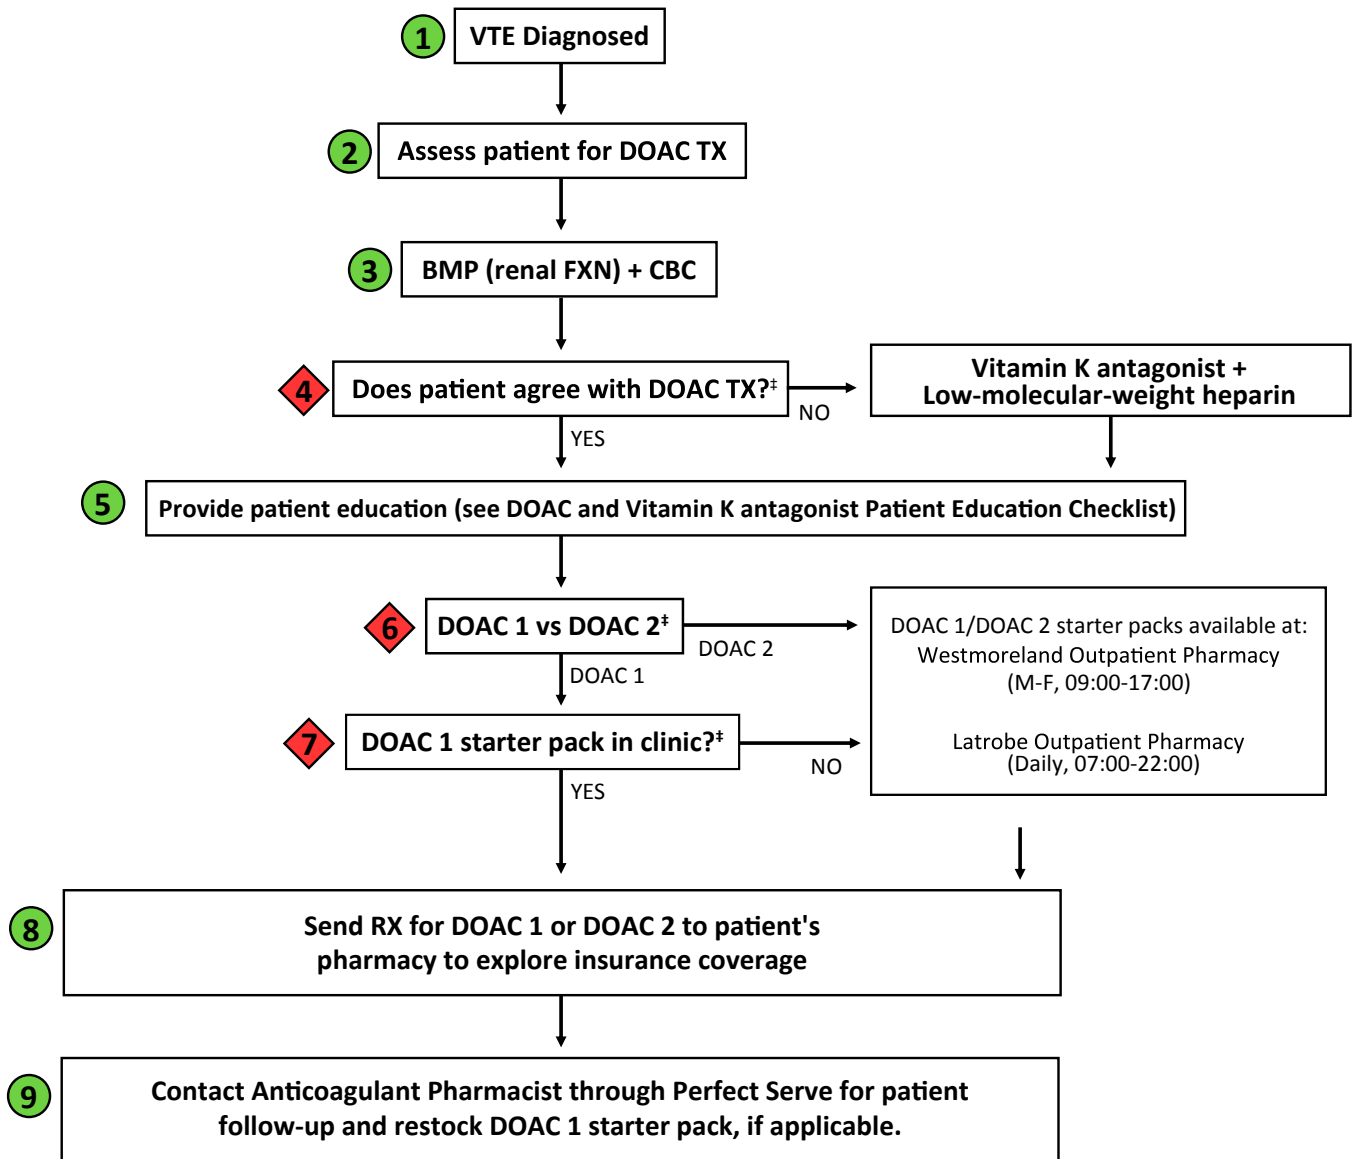 1
VTE Diagnosed
2
Assess patient for DOAC TX
3
BMP (renal FXN) + CBC
4
Does patient agree with DOAC TX?‡
NO
Vitamin K antagonist +
Low-molecular-weight heparin
YES
5
Provide patient education (see DOAC and Vitamin K antagonist Patient Education Checklist)
6
DOAC 1 vs DOAC 2‡
DOAC 2
DOAC 1
DOAC 1/DOAC 2 starter packs available at:
Westmoreland Outpatient Pharmacy
(M-F, 09:00-17:00)
Latrobe Outpatient Pharmacy
(Daily, 07:00-22:00)
7
DOAC 1 starter pack in clinic?‡
NO
YES
8
Send RX for DOAC 1 or DOAC 2 to patient's
pharmacy to explore insurance coverage
9
Contact Anticoagulant Pharmacist through Perfect Serve for patient
follow-up and restock DOAC 1 starter pack, if applicable.